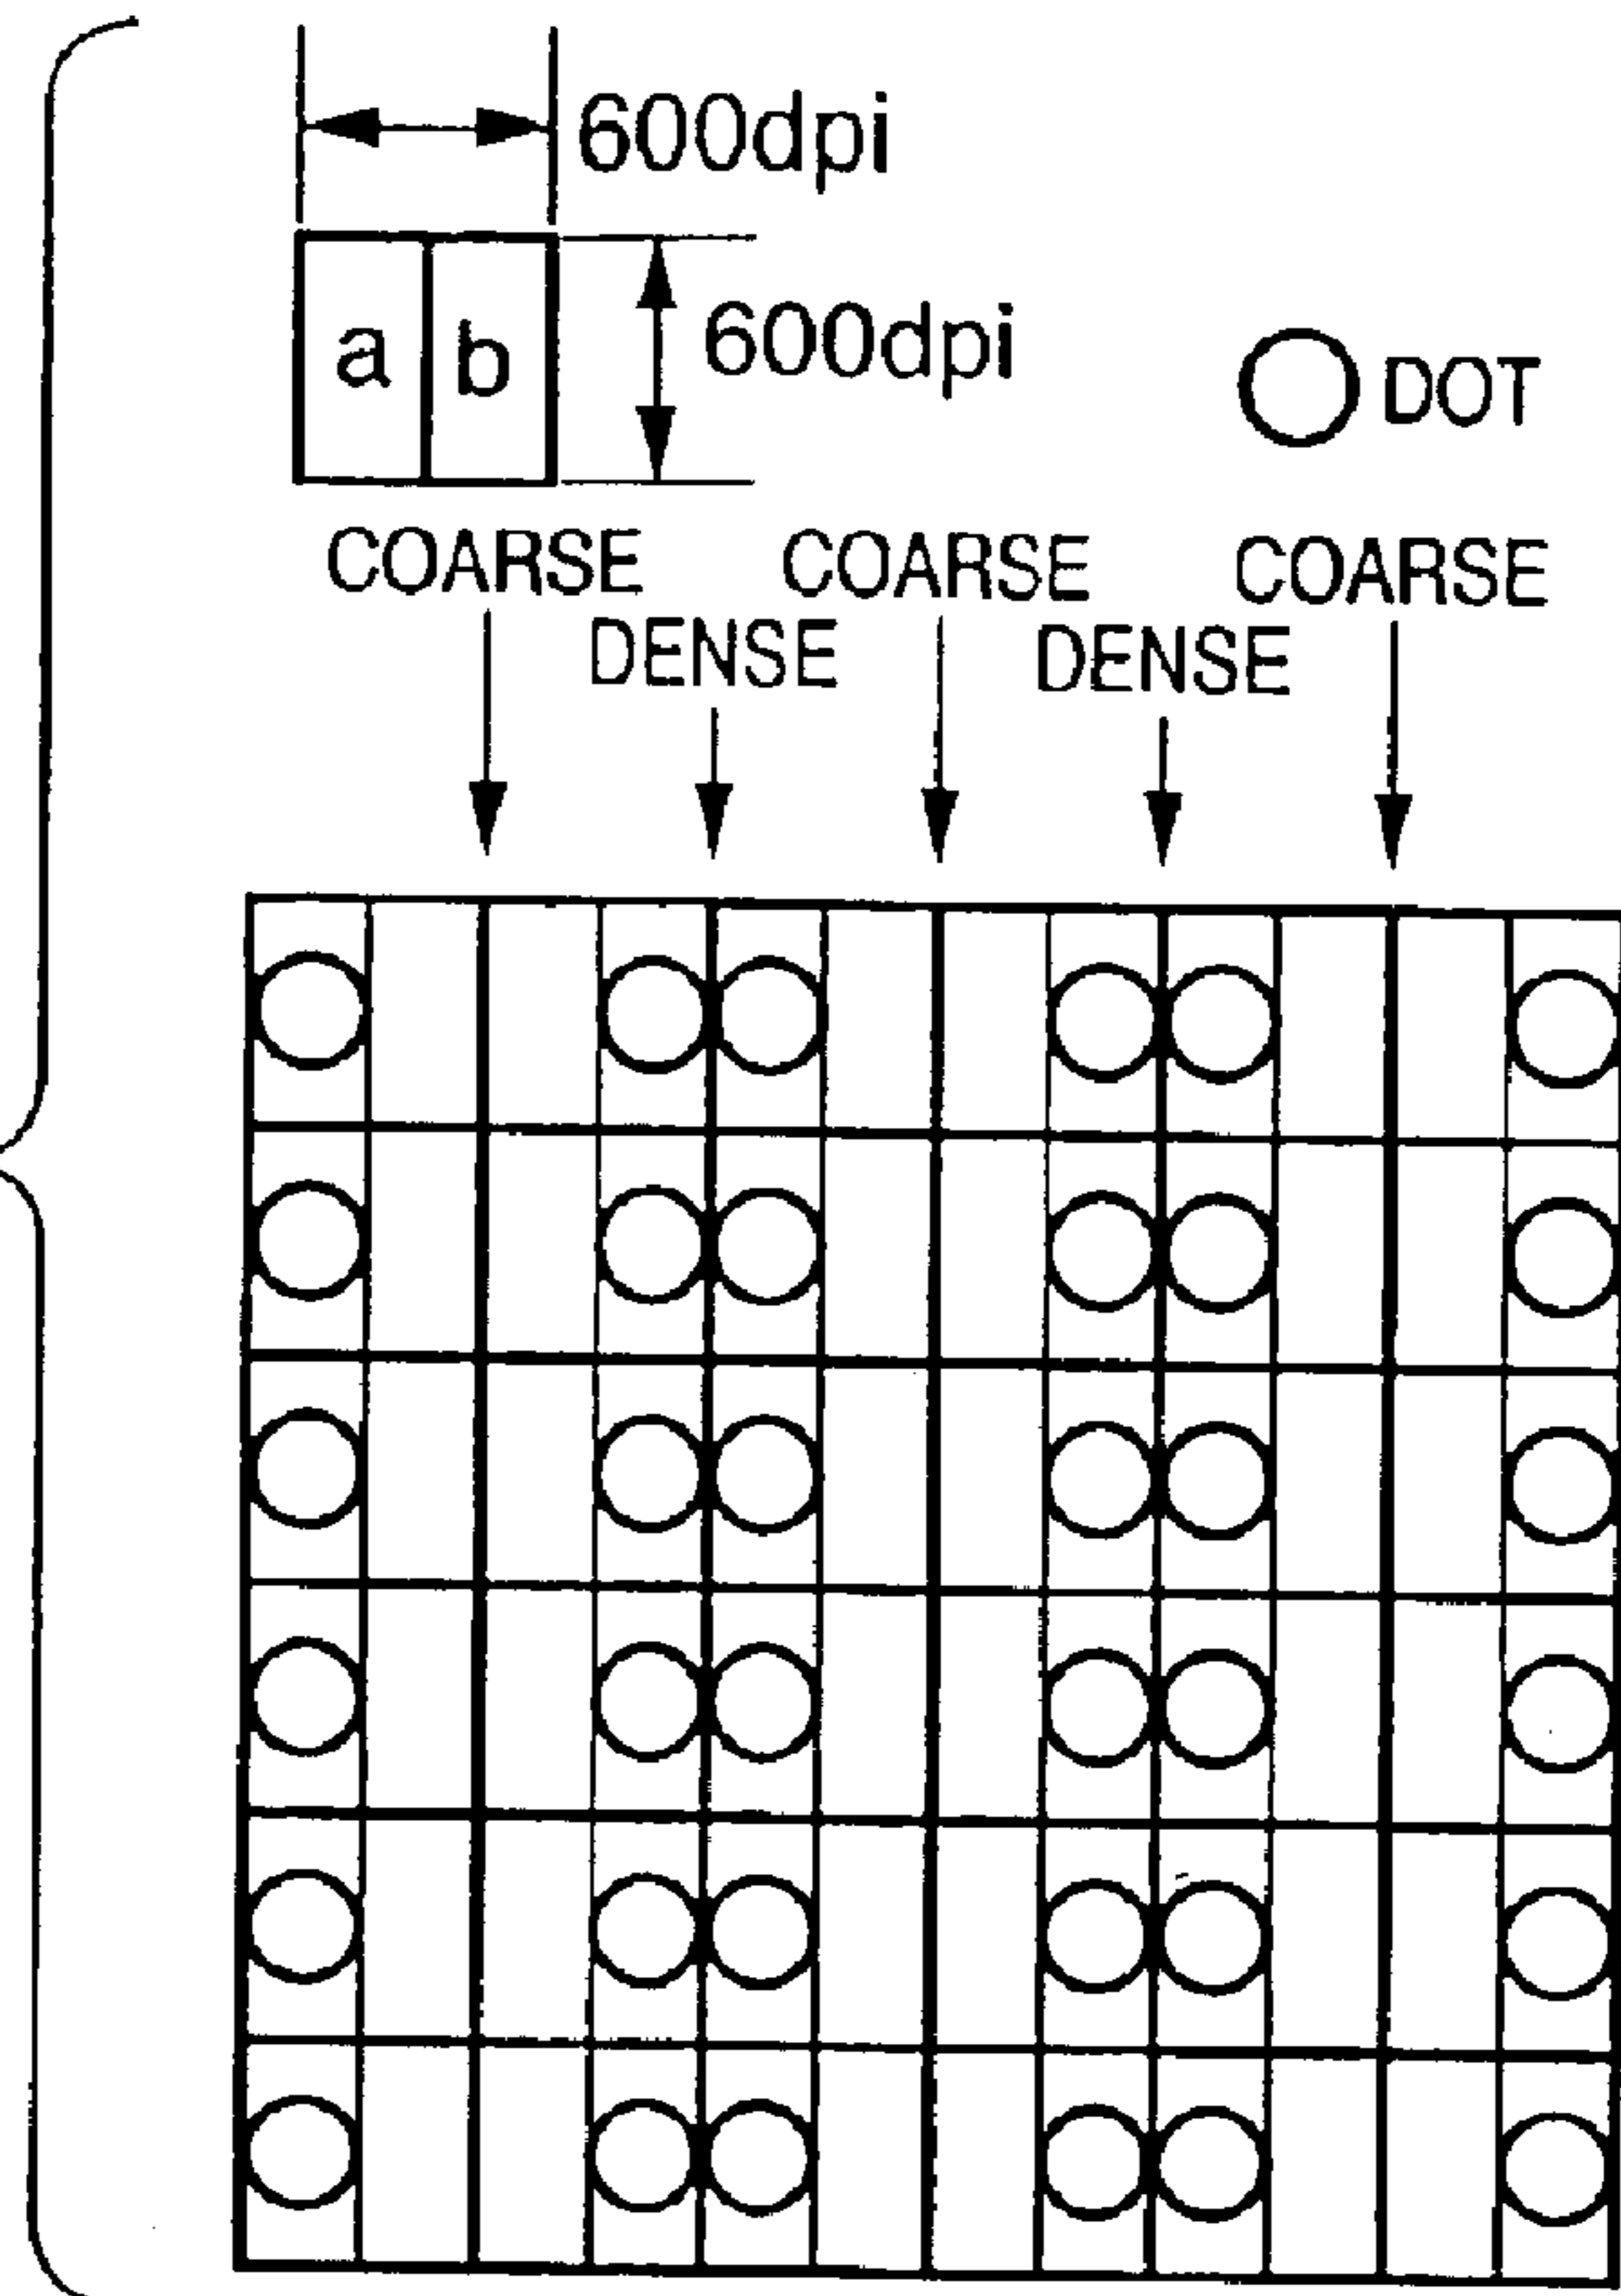 600dpi
a b
600dpi
DOT
COARSE COARSE COARSE
DENSE DENSE